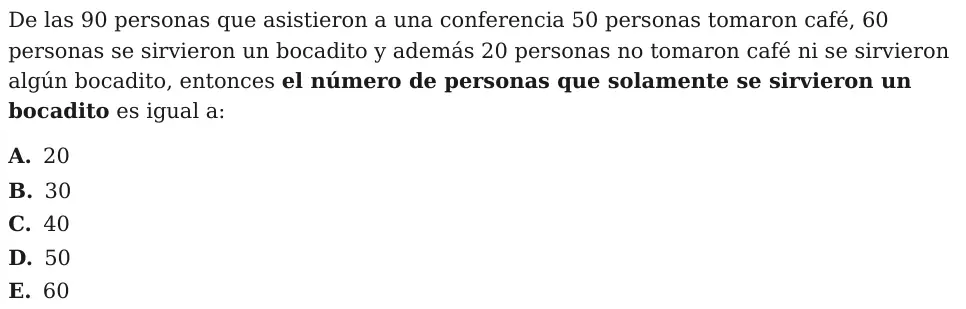 De las 90 personas que asistieron a una conferencia 50 personas tomaron café, 60
personas se sirvieron un bocadito y además 20 personas no tomaron café ni se sirvieron
algún bocadito, entonces el número de personas que solamente se sirvieron un
bocadito es igual a:
A. 20
B. 30
C. 40
D. 50
E. 60